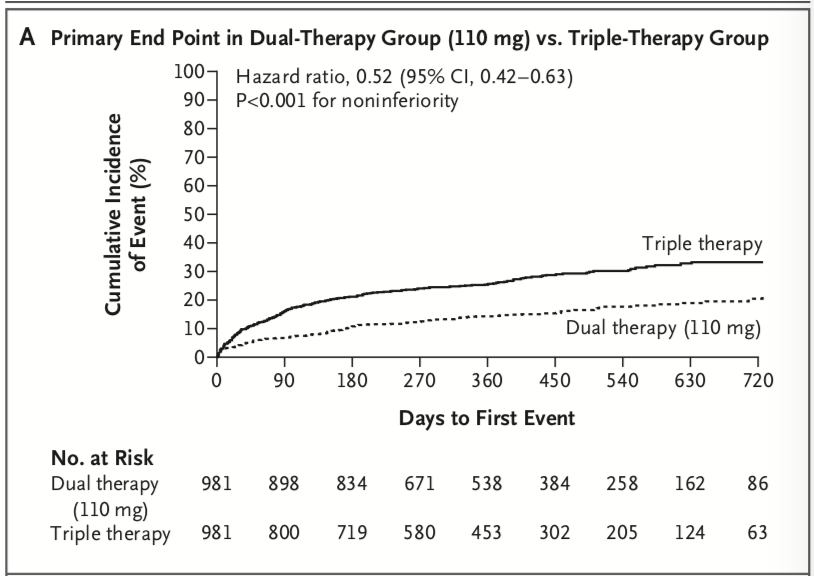 A Primary End Point in Dual-Therapy Group (110 mg) vs. Triple-Therapy Group
Hazard ratio, 0.52 (95% CI, 0.42–0.63)
P<0.001 for noninferiority
Cumulative Incidence
of Event (%)
100
90
80
70
60
50
40
30
20
10
0
Triple therapy
Dual therapy (110 mg)
0 90 180 270 360 450 540 630 720
Days to First Event
No. at Risk
Dual therapy 981 898 834 671 538 384 258 162 86
(110 mg)
Triple therapy 981 800 719 580 453 302 205 124 63